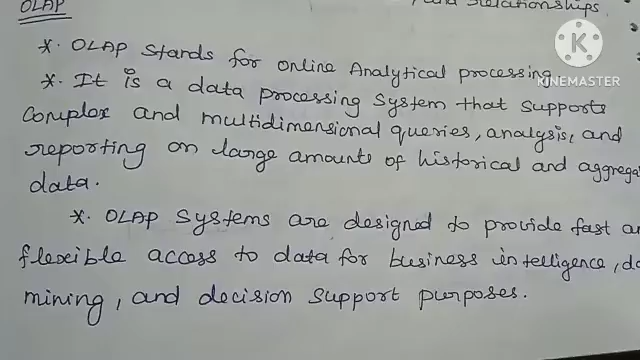 and relationships
OLAP
*. OLAP stands for online Analytical processing
*. It is a data processing system that supports
complex and multidimensional queries, analysis, and
reporting on large amounts of historical and
data.
*. OLAP systems are designed to provide fast
flexible access to data for business intelligence,
mining, and decision support purposes.
K
KINEMASTER